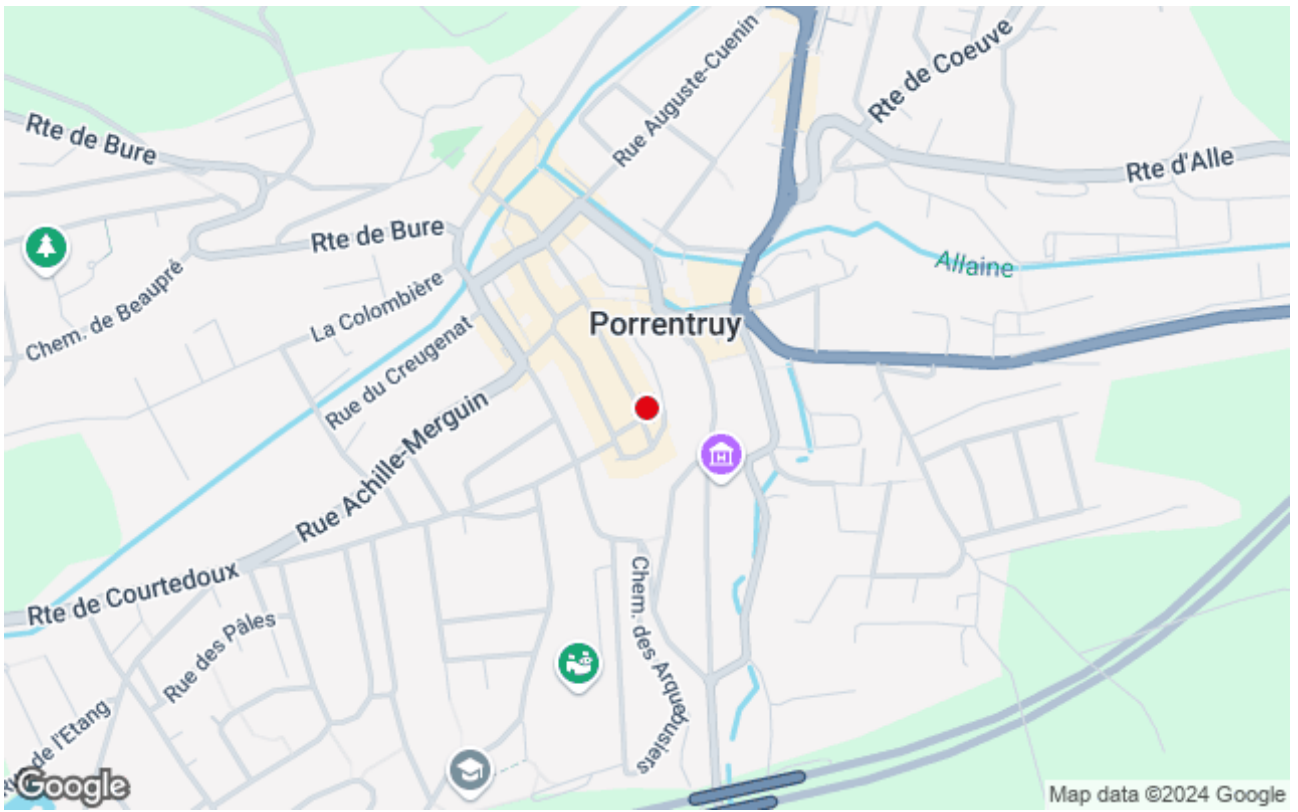 Rue Auguste-Cuenin
Rte de Coeuve
Rte de Bure
Rte d'Alle
Rte de Bure
Allaine
Chem. de Beaupré
La Colombière
Porrentruy
Rue du Creugenat
Rue Achille-Merguin
Rte de Courtedoux
Chem. des Arquebusiers
Rue des Pâles
de l'Etang
Google
Map data ©2024 Google